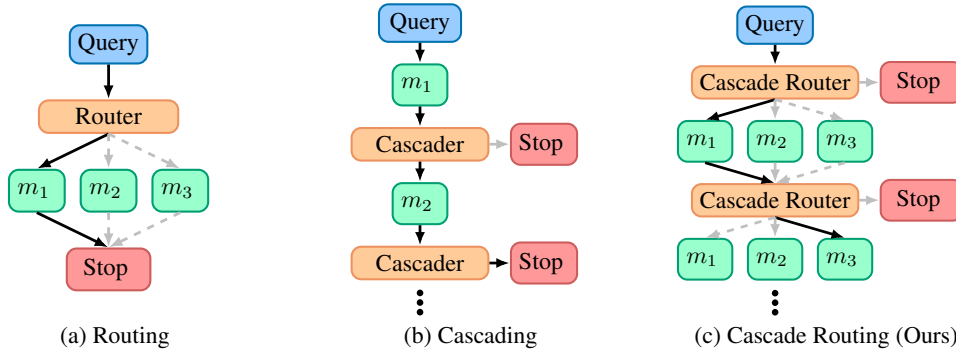 Query
Router
m1 m2 m3
Stop
(a) Routing
Query
m1
Cascader Stop
m2
Cascader Stop
(b) Cascading
Query
Cascade Router Stop
m1 m2 m3
Cascade Router Stop
m1 m2 m3
(c) Cascade Routing (Ours)